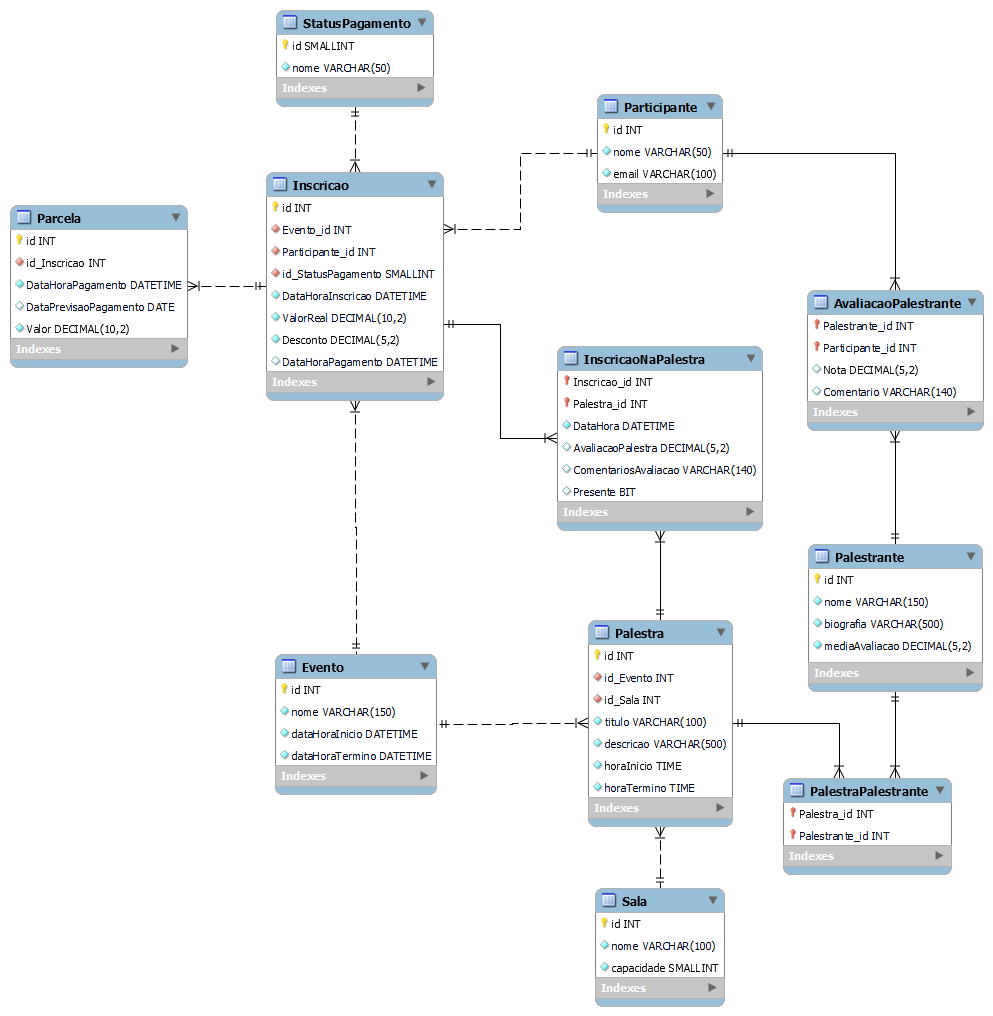 StatusPagamento
id SMALLINT
nome VARCHAR(50)
Indexes
Participante
id INT
nome VARCHAR(50)
email VARCHAR(100)
Indexes
Inscricao
id INT
Evento_id INT
Participante_id INT
id_StatusPagamento SMALLINT
DataHoraInscricao DATETIME
ValorReal DECIMAL(10,2)
Desconto DECIMAL(5,2)
DataHoraPagamento DATETIME
Indexes
Parcela
id INT
id_Inscricao INT
DataHoraPagamento DATETIME
DataPrevisaoPagamento DATE
Valor DECIMAL(10,2)
Indexes
AvaliacaoPalestrante
Palestrante_id INT
Participante_id INT
Nota DECIMAL(5,2)
Comentario VARCHAR(140)
Indexes
InscricaoNaPalestra
Inscricao_id INT
Palestra_id INT
DataHora DATETIME
AvaliacaoPalestra DECIMAL(5,2)
ComentariosAvaliacao VARCHAR(140)
Presente BIT
Indexes
Palestrante
id INT
nome VARCHAR(150)
biografia VARCHAR(500)
mediaAvaliacao DECIMAL(5,2)
Indexes
Palestra
id INT
id_Evento INT
id_Sala INT
titulo VARCHAR(100)
descricao VARCHAR(500)
horaInicio TIME
horaTermino TIME
Indexes
Evento
id INT
nome VARCHAR(150)
dataHoraInicio DATETIME
dataHoraTermino DATETIME
Indexes
PalestraPalestrante
Palestra_id INT
Palestrante_id INT
Indexes
Sala
id INT
nome VARCHAR(100)
capacidade SMALLINT
Indexes